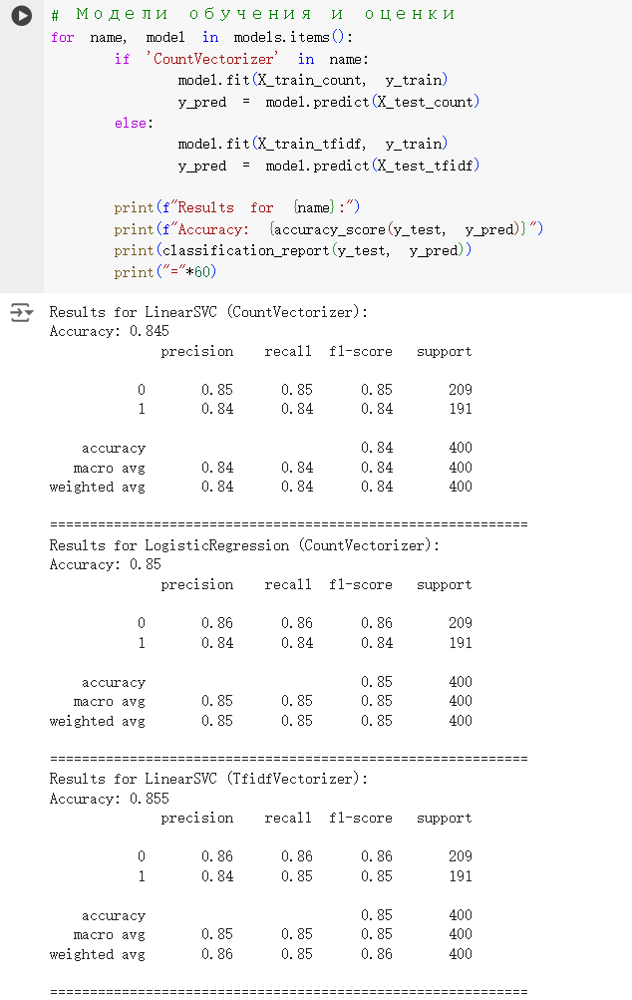 # Модели обучения и оценки
for name, model in models.items():
    if 'CountVectorizer' in name:
        model.fit(X_train_count, y_train)
        y_pred = model.predict(X_test_count)
    else:
        model.fit(X_train_tfidf, y_train)
        y_pred = model.predict(X_test_tfidf)

    print(f"Results for {name}:")
    print(f"Accuracy: {accuracy_score(y_test, y_pred)}")
    print(classification_report(y_test, y_pred))
    print("="*60)
Results for LinearSVC (CountVectorizer):
Accuracy: 0.845
              precision    recall  f1-score   support

           0       0.85      0.85      0.85       209
           1       0.84      0.84      0.84       191

    accuracy                           0.84       400
   macro avg       0.84      0.84      0.84       400
weighted avg       0.84      0.84      0.84       400

============================================================
Results for LogisticRegression (CountVectorizer):
Accuracy: 0.85
              precision    recall  f1-score   support

           0       0.86      0.86      0.86       209
           1       0.84      0.84      0.84       191

    accuracy                           0.85       400
   macro avg       0.85      0.85      0.85       400
weighted avg       0.85      0.85      0.85       400

============================================================
Results for LinearSVC (TfidfVectorizer):
Accuracy: 0.855
              precision    recall  f1-score   support

           0       0.86      0.86      0.86       209
           1       0.84      0.85      0.85       191

    accuracy                           0.85       400
   macro avg       0.85      0.85      0.85       400
weighted avg       0.86      0.85      0.86       400

============================================================